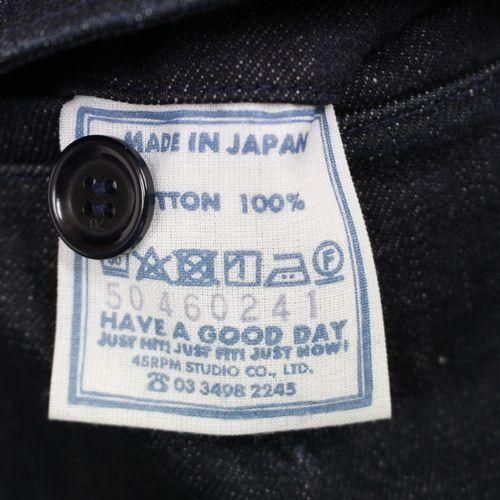 MADE IN JAPAN
TTON 100%
50460241
HAVE A GOOD DAY
JUST HIT! JUST FIT! JUST NOW!
45RPM STUDIO CO., LTD.
☎03 3498 2245